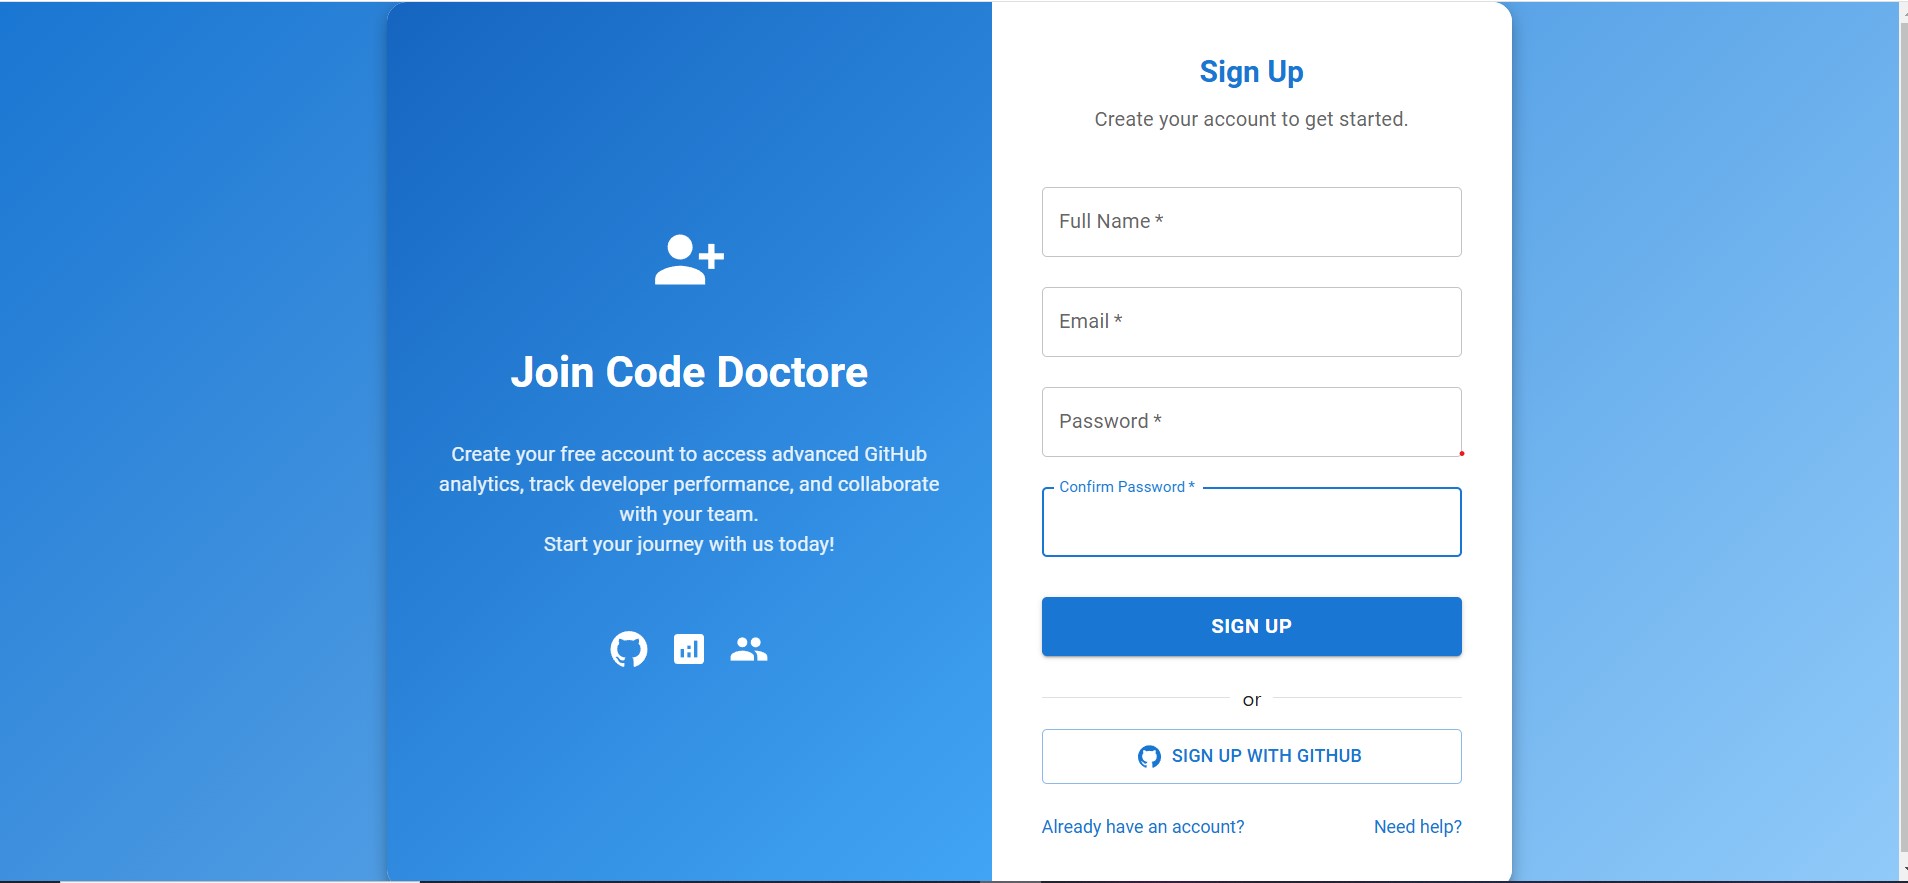 Join Code Doctore
Create your free account to access advanced GitHub
analytics, track developer performance, and collaborate
with your team.
Start your journey with us today!
Sign Up
Create your account to get started.
Full Name *
Email *
Password *
Confirm Password *
SIGN UP
or
SIGN UP WITH GITHUB
Already have an account?
Need help?